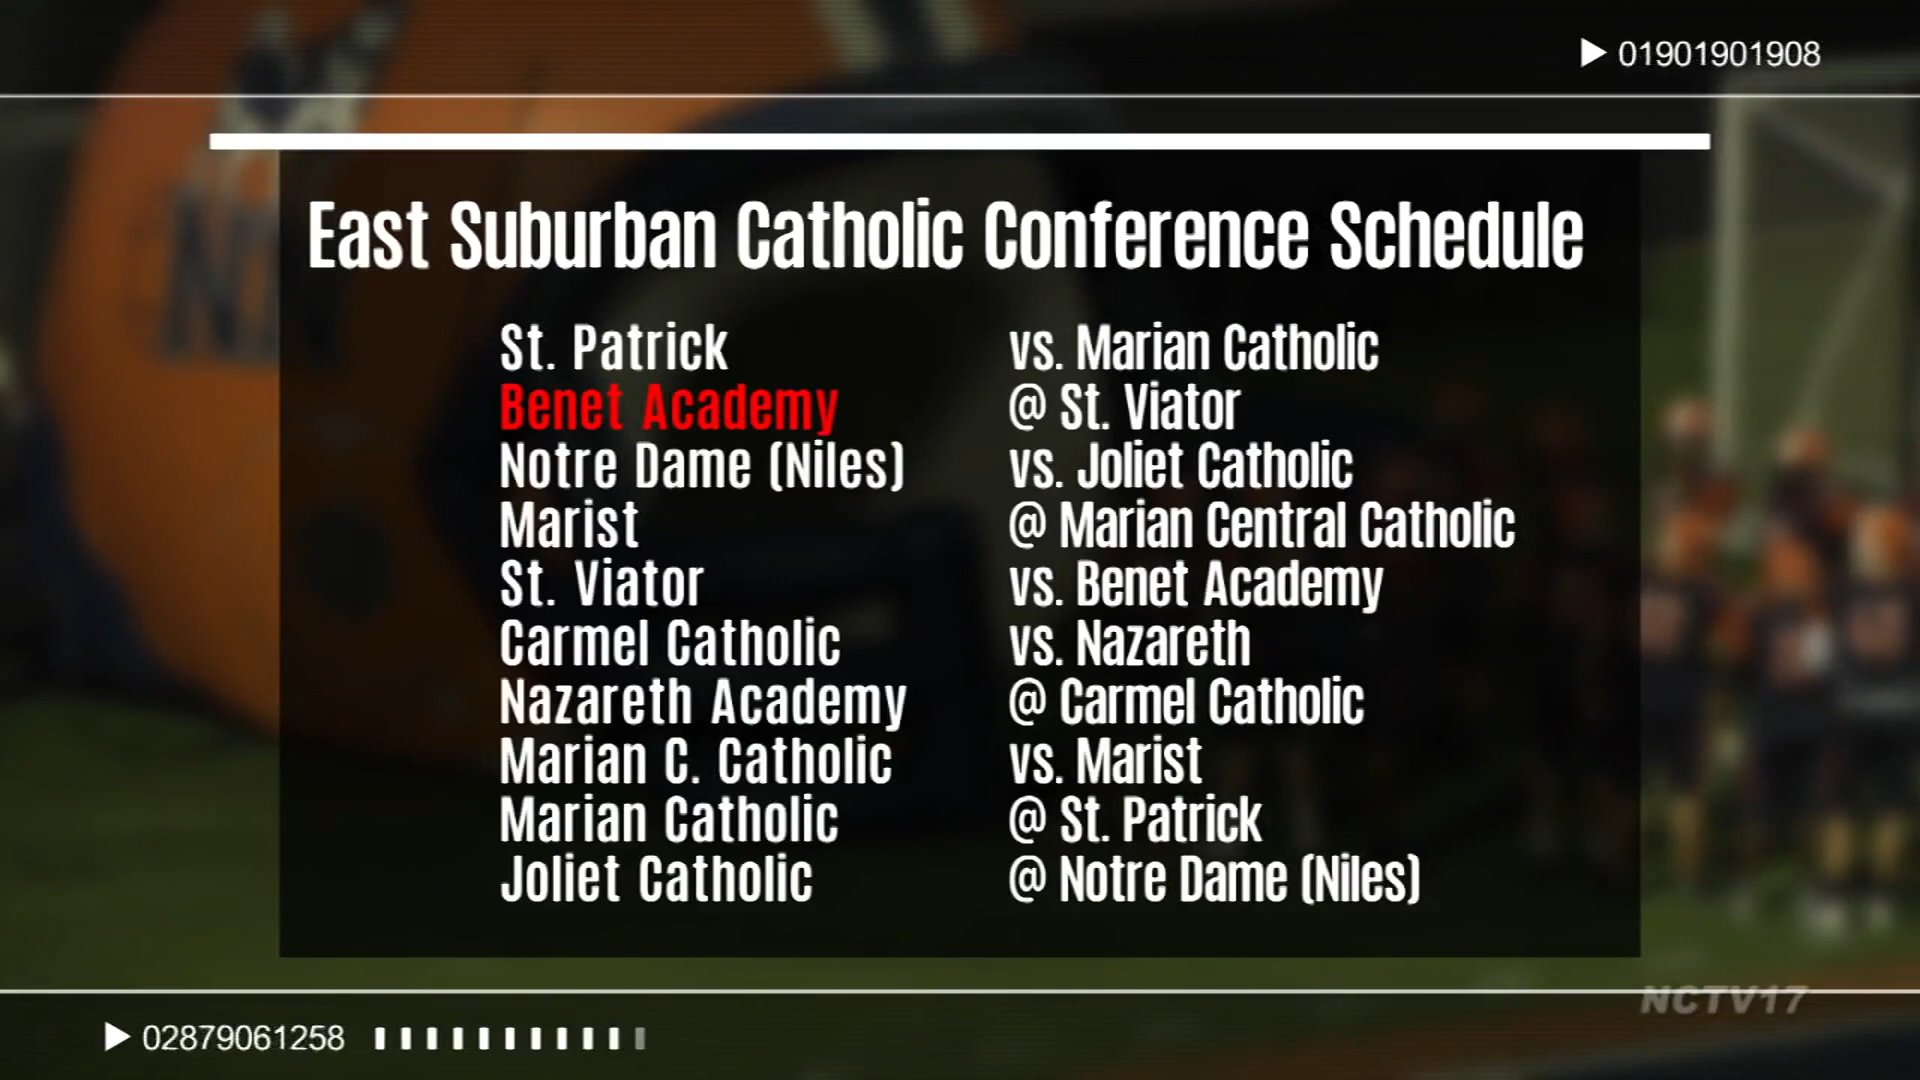 ▶ 01901901908
East Suburban Catholic Conference Schedule
St. Patrick vs. Marian Catholic
Benet Academy @ St. Viator
Notre Dame (Niles) vs. Joliet Catholic
Marist @ Marian Central Catholic
St. Viator vs. Benet Academy
Carmel Catholic vs. Nazareth
Nazareth Academy @ Carmel Catholic
Marian C. Catholic vs. Marist
Marian Catholic @ St. Patrick
Joliet Catholic @ Notre Dame (Niles)
NCTV17
▶ 02879061258